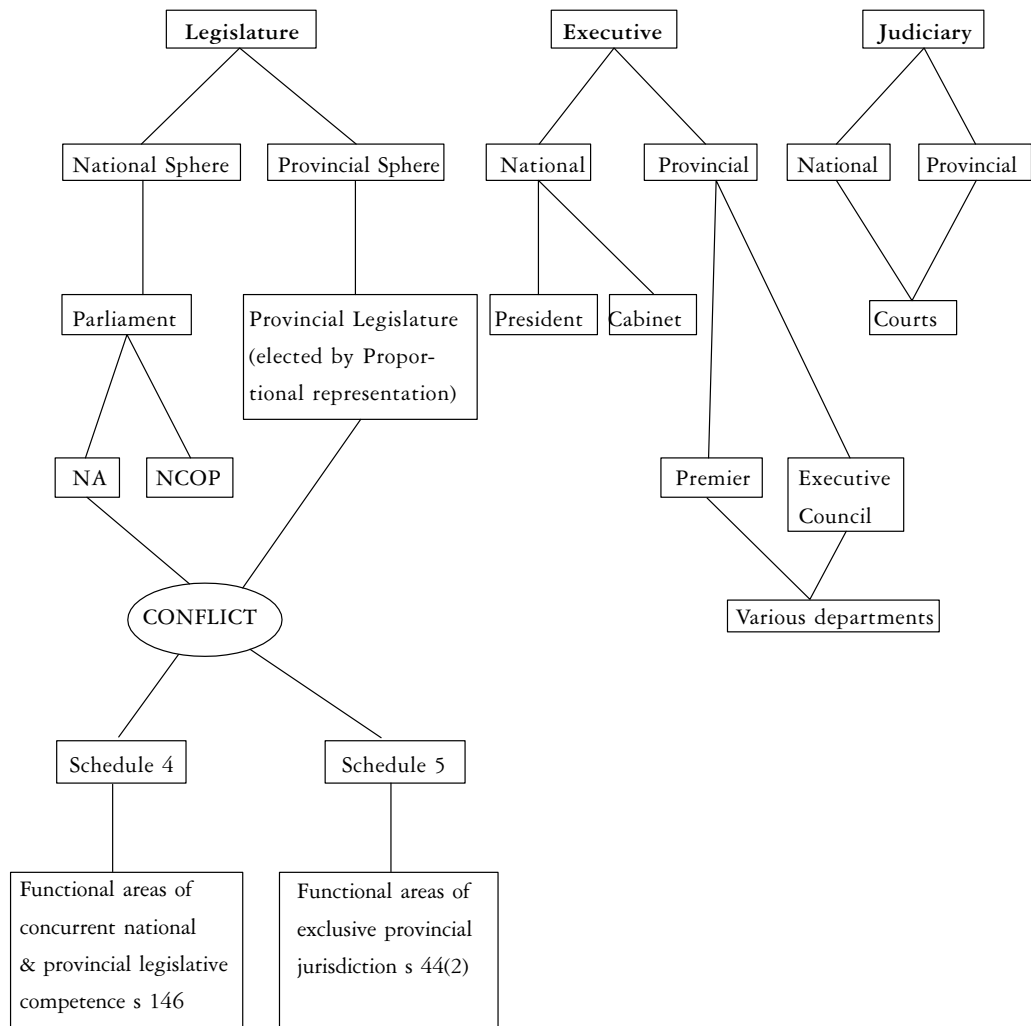 Legislature
Executive
Judiciary
National Sphere
Provincial Sphere
National
Provincial
National
Provincial
Parliament
Provincial Legislature
(elected by Propor-
tional representation)
President
Cabinet
Courts
NA
NCOP
Premier
Executive
Council
CONFLICT
Various departments
Schedule 4
Schedule 5
Functional areas of
concurrent national
& provincial legislative
competence s 146
Functional areas of
exclusive provincial
jurisdiction s 44(2)